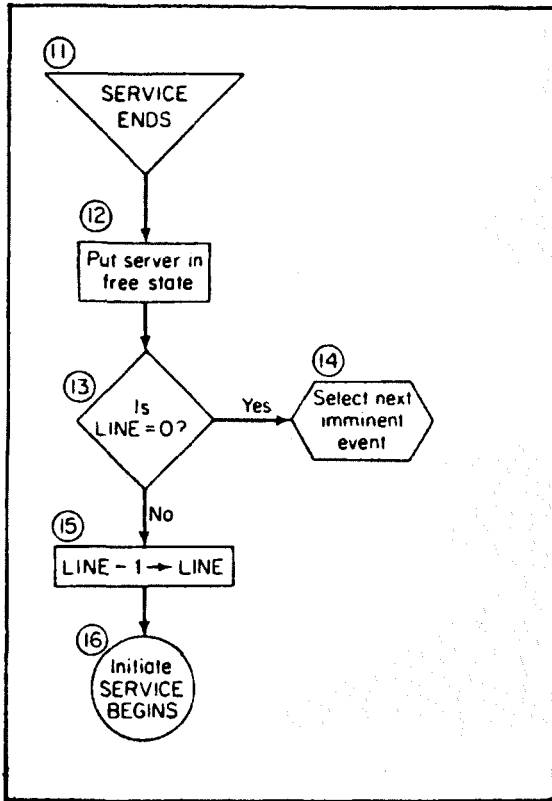 11
SERVICE
ENDS
12
Put server in
free state
13
Is
LINE = 0?
Yes
14
Select next
imminent
event
No
15
LINE - 1 → LINE
16
Initiate
SERVICE
BEGINS